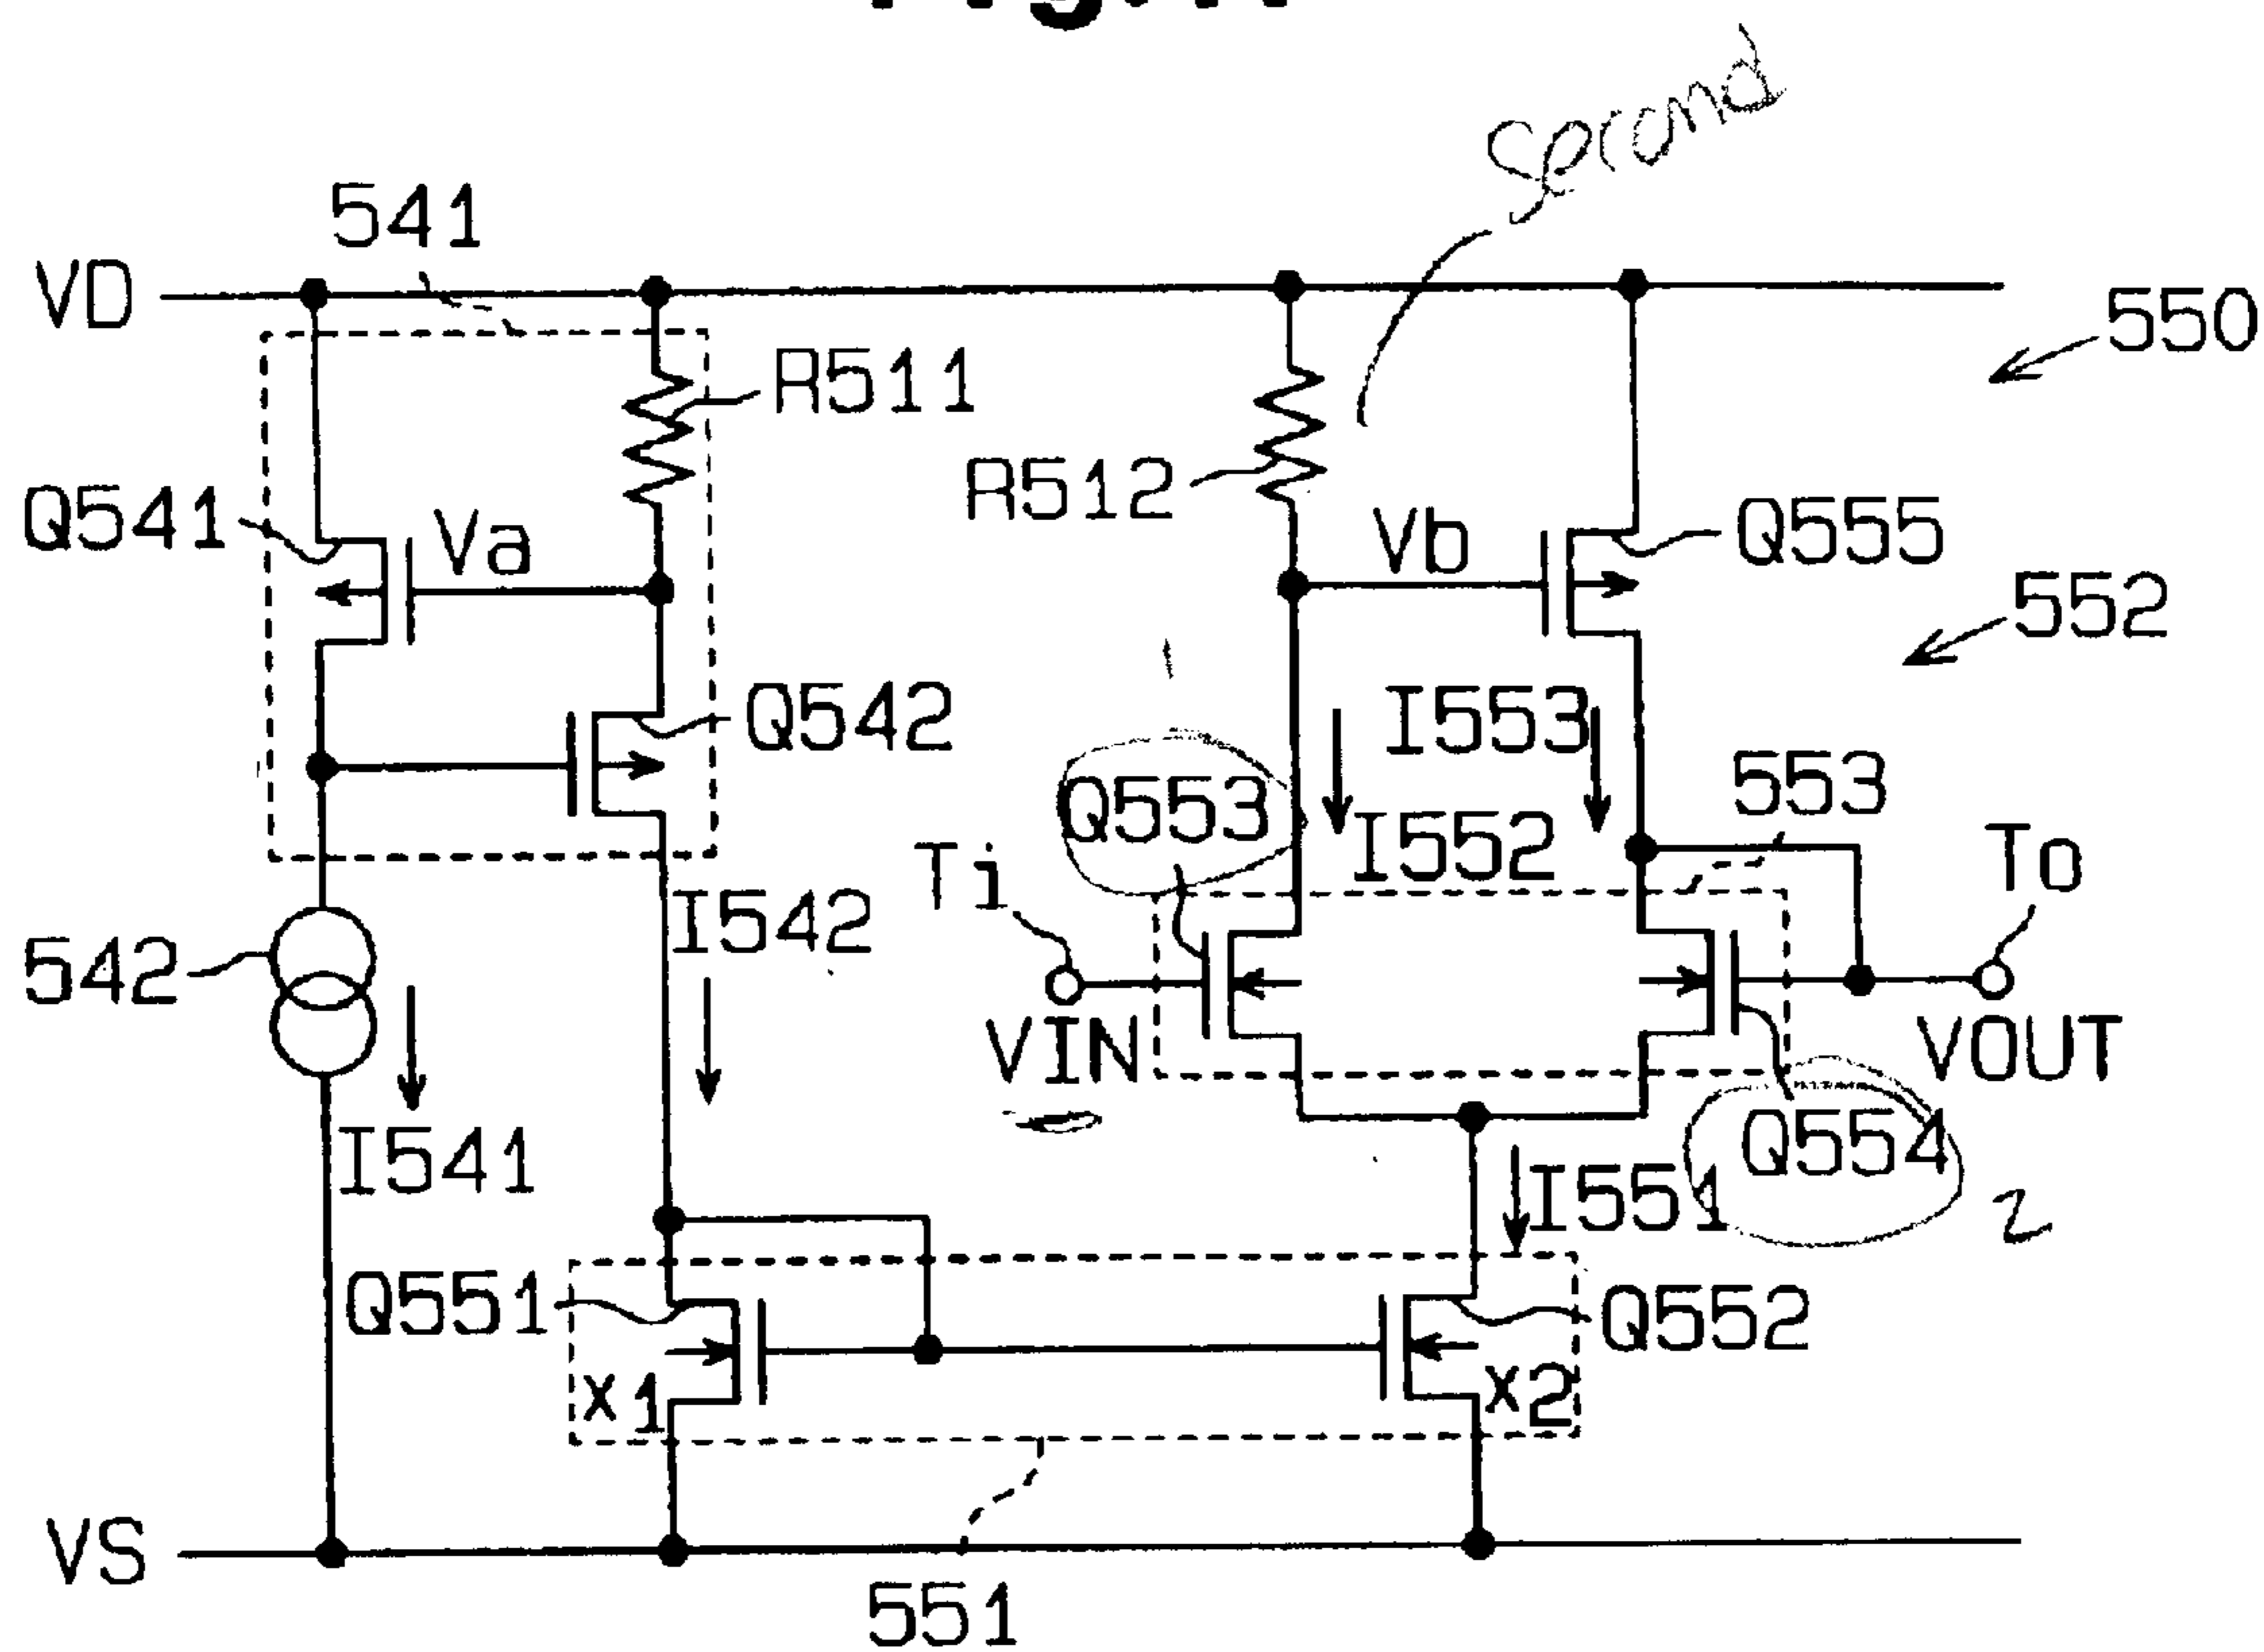 Second
541
VD
550
R511
R512
Q541
Va
Vb
Q555
552
Q542
I553
Q553
553
I552
Ti
To
I542
542
VIN
VOUT
I541
Q554
I551
2
Q551
Q552
x1
x2
VS
551